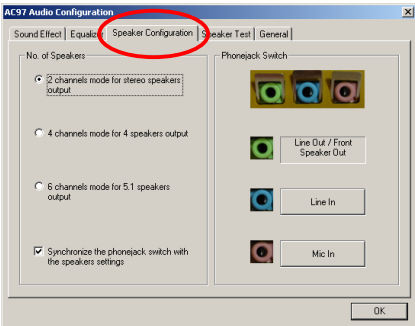 AC97 Audio Configuration
Sound Effect
Equalizer
Speaker Configuration
Speaker Test
General
No. of Speakers
2 channels mode for stereo speakers
output
4 channels mode for 4 speakers output
6 channels mode for 5.1 speakers
output
Synchronize the phonejack switch with
the speakers settings
Phonejack Switch
Line Out / Front
Speaker Out
Line In
Mic In
OK